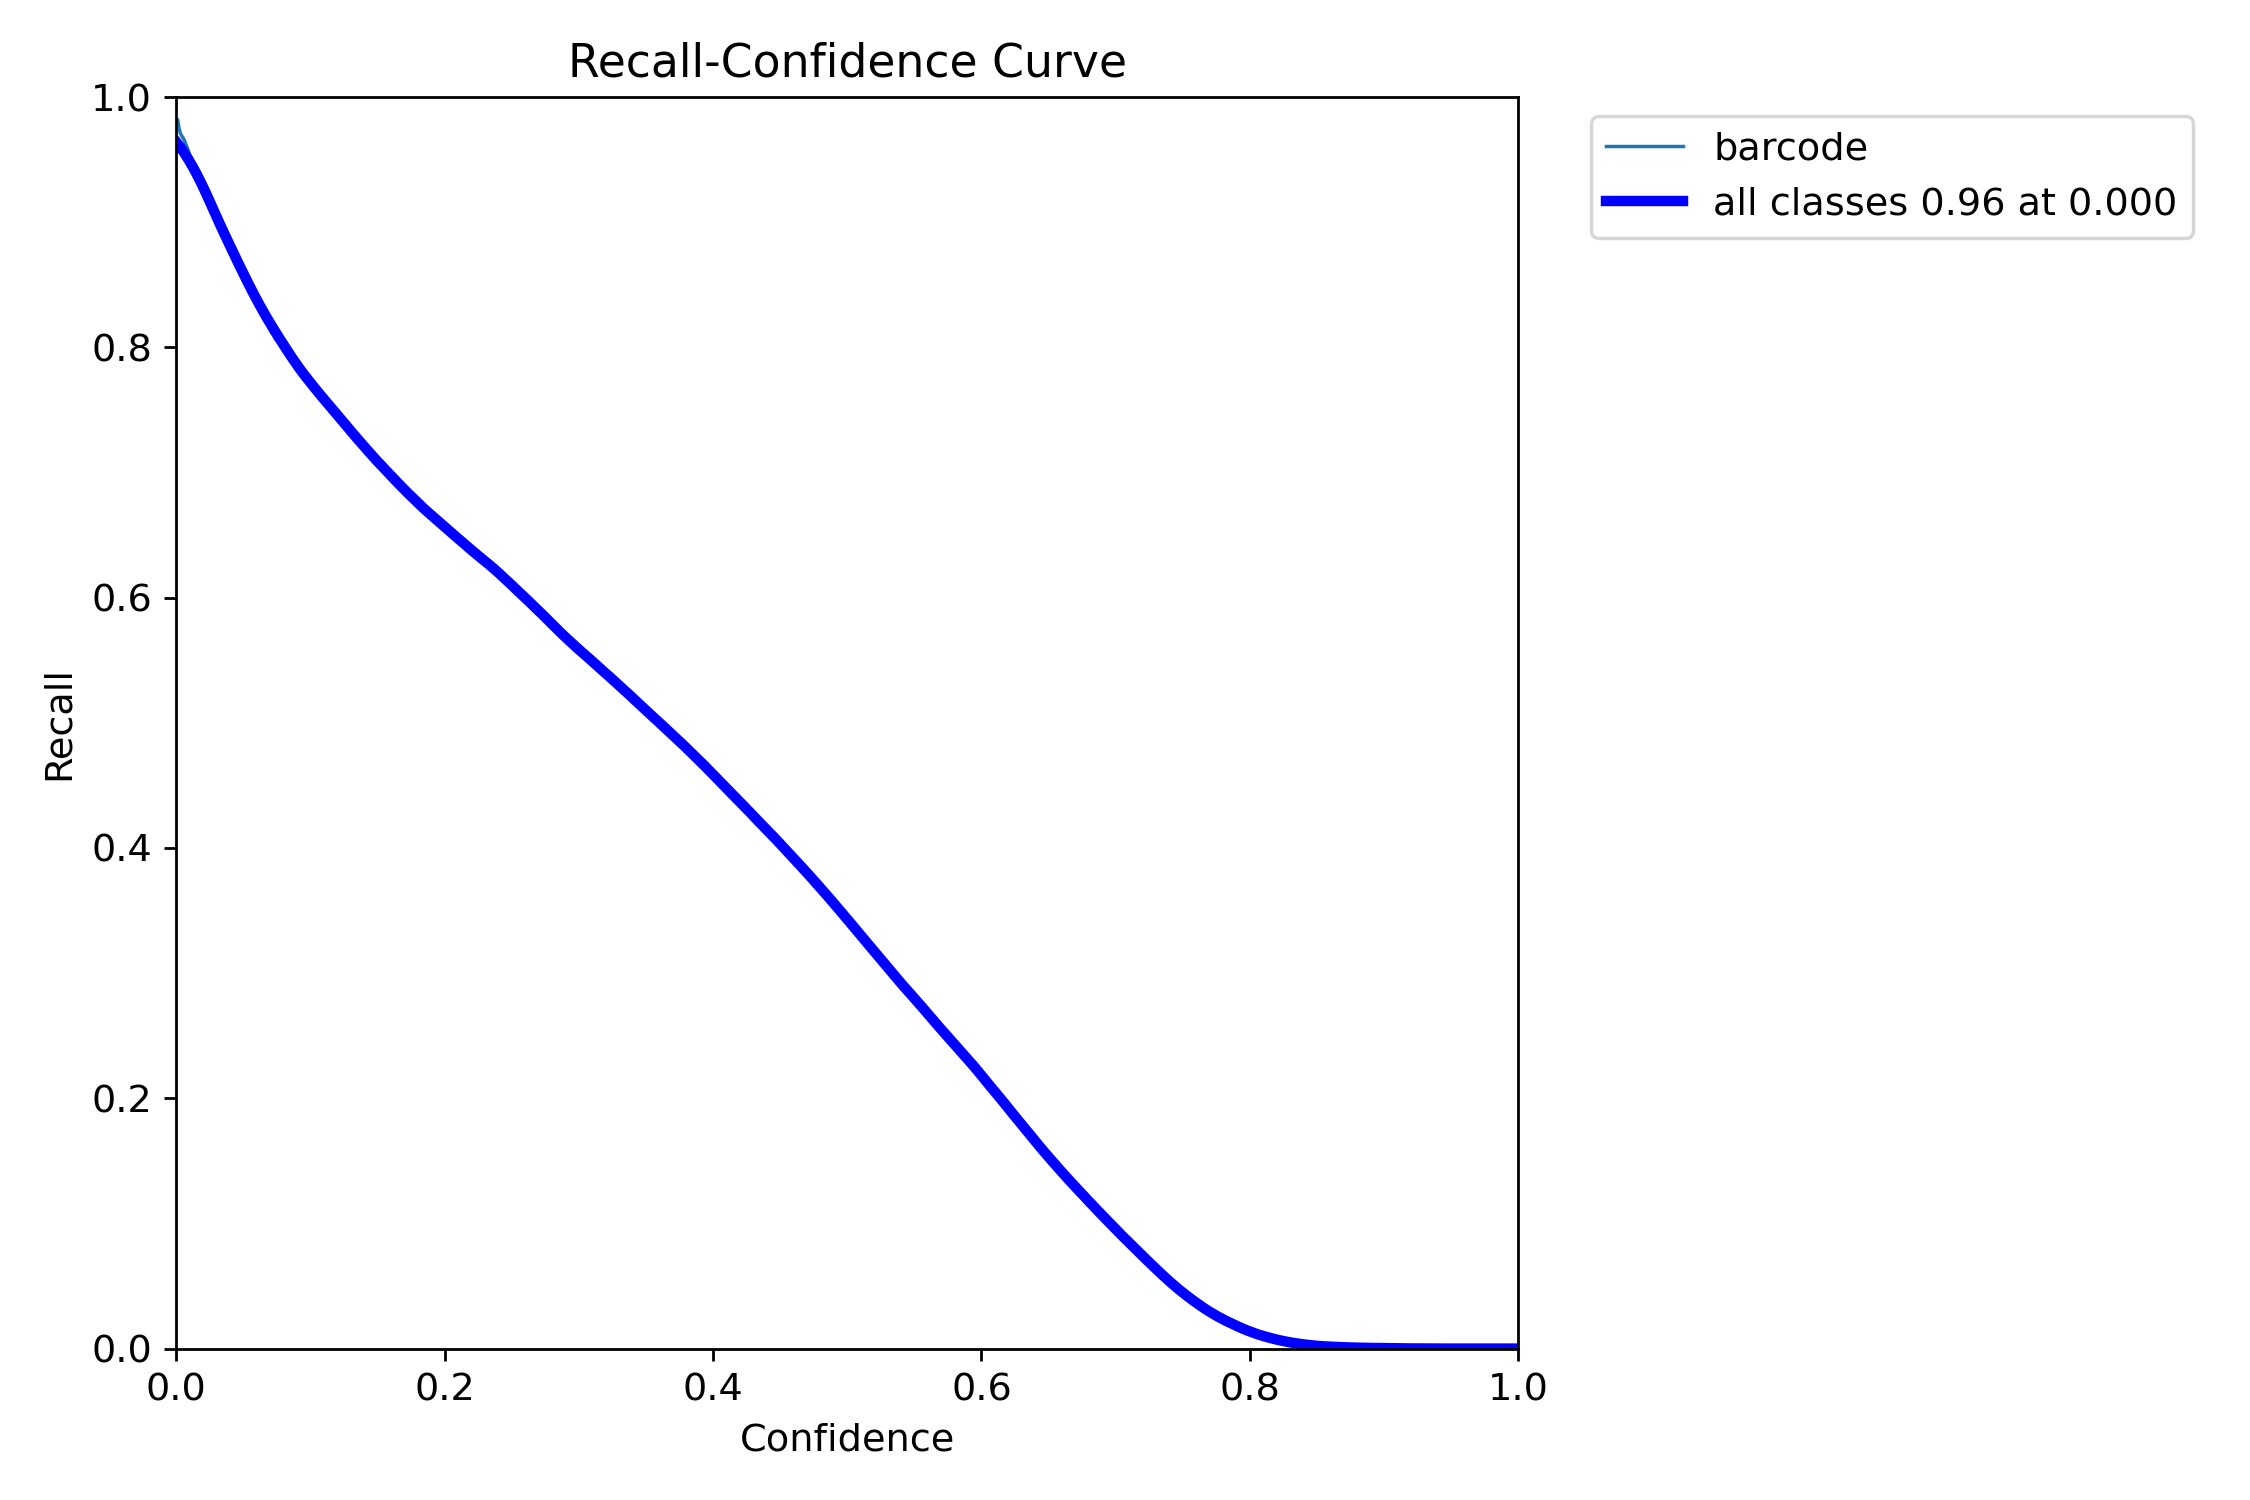 Recall-Confidence Curve
barcode
all classes 0.96 at 0.000
1.0
0.8
0.6
0.4
0.2
0.0
Recall
0.0 0.2 0.4 0.6 0.8 1.0
Confidence